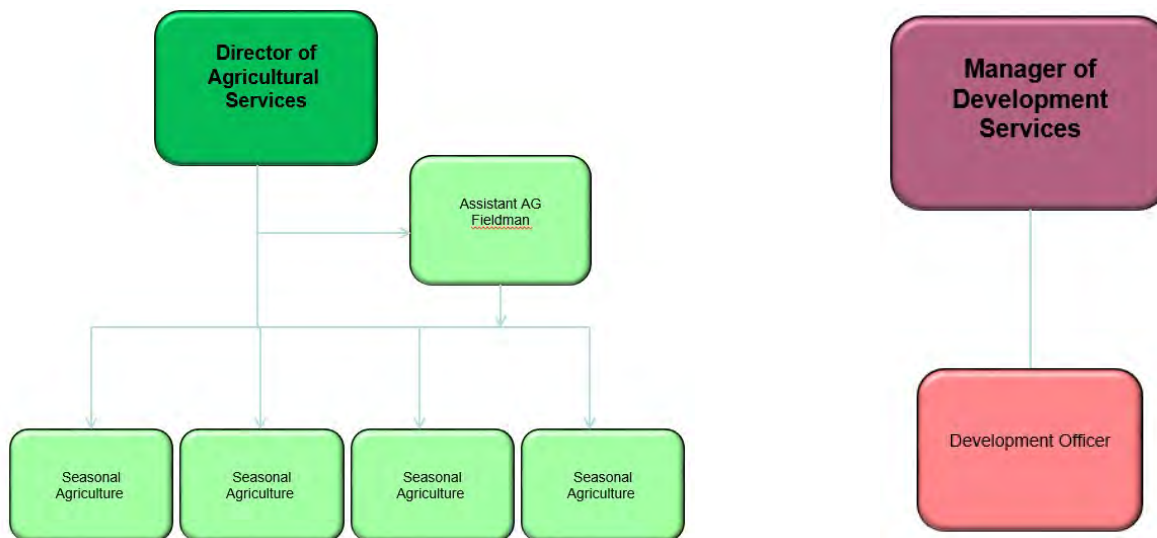 Director of
Agricultural
Services
Manager of
Development
Services
Assistant AG
Fieldman
Seasonal
Agriculture
Seasonal
Agriculture
Seasonal
Agriculture
Seasonal
Agriculture
Development Officer